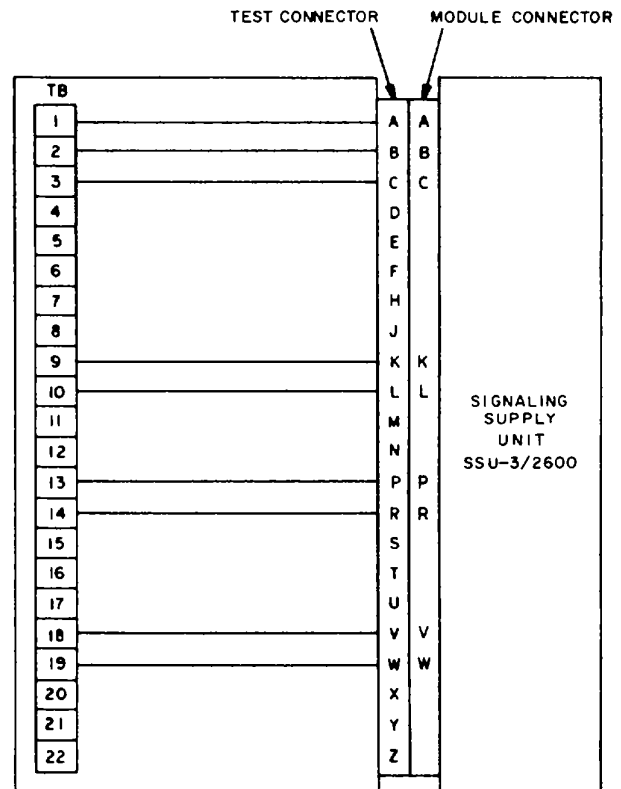 TEST CONNECTOR MODULE CONNECTOR
TB
1 A A
2 B B
3 C C
4 D
5 E
6 F
7 H
8 J
9 K K
10 L L
11 M
12 N
13 P P
14 R R
15 S
16 T
17 U
18 V V
19 W W
20 X
21 Y
22 Z
SIGNALING
SUPPLY
UNIT
SSU-3/2600